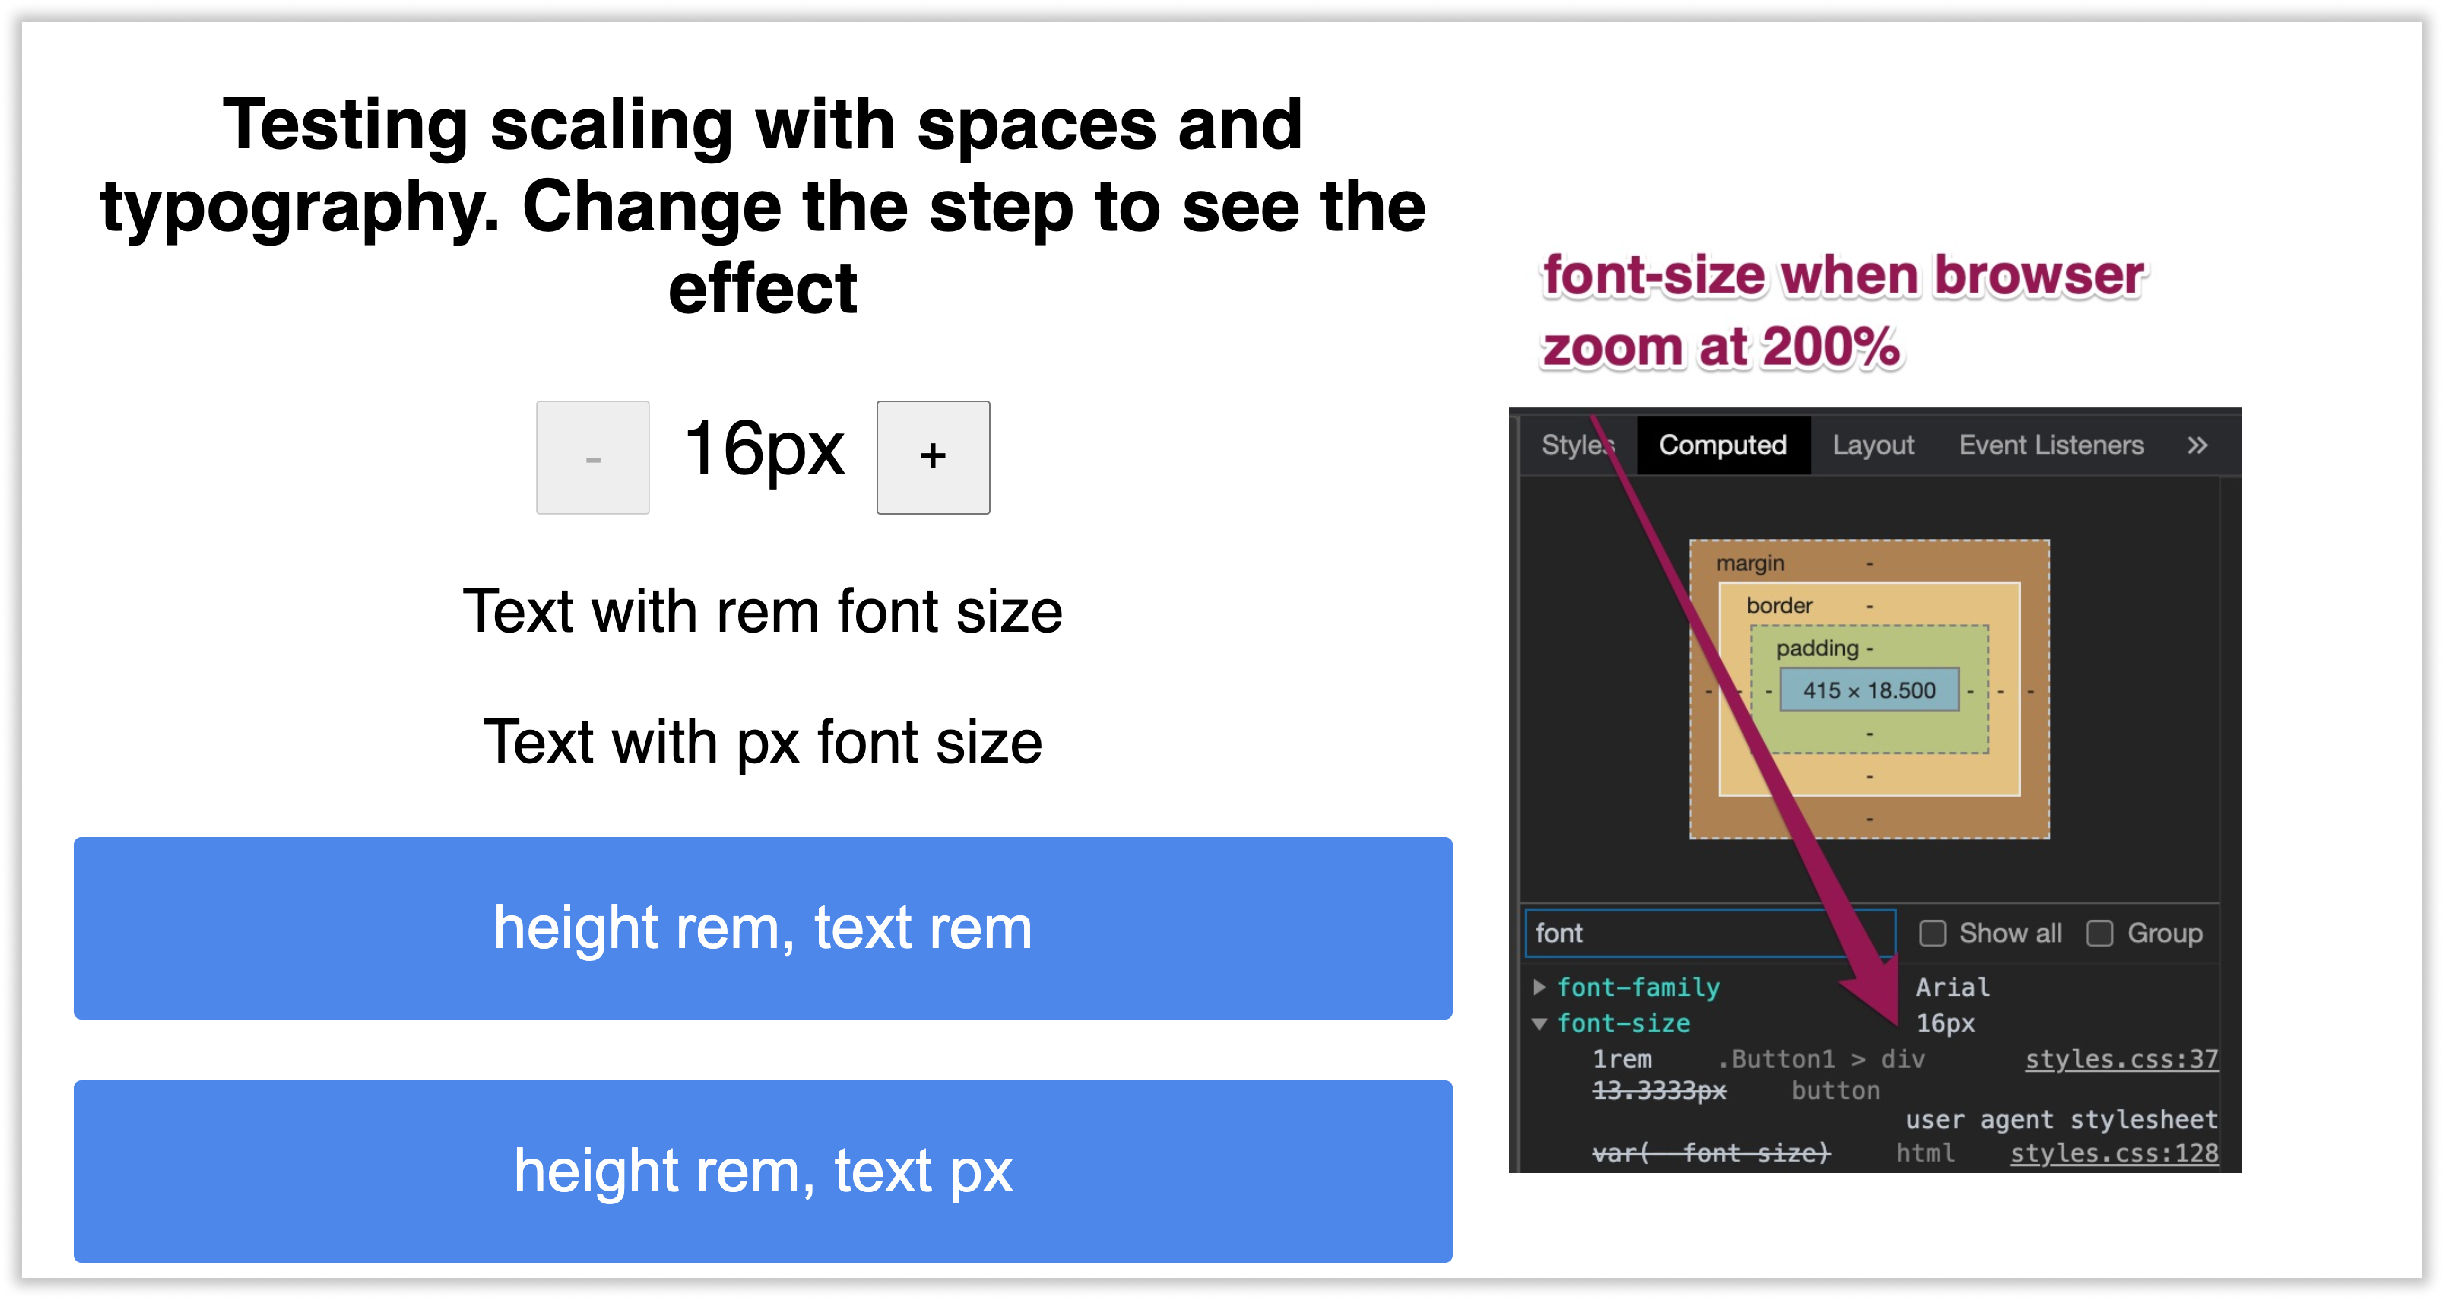 Testing scaling with spaces and
typography. Change the step to see the
effect
- 16px +
Text with rem font size
Text with px font size
height rem, text rem
height rem, text px
font-size when browser
zoom at 200%
Styles Computed Layout Event Listeners »
margin -
border -
padding -
- - - 415 × 18.500 - - -
-
-
-
font Show all Group
font-family Arial
font-size 16px
1rem .Button1 > div styles.css:37
13.3333px button
user agent stylesheet
var(--font-size) html styles.css:128